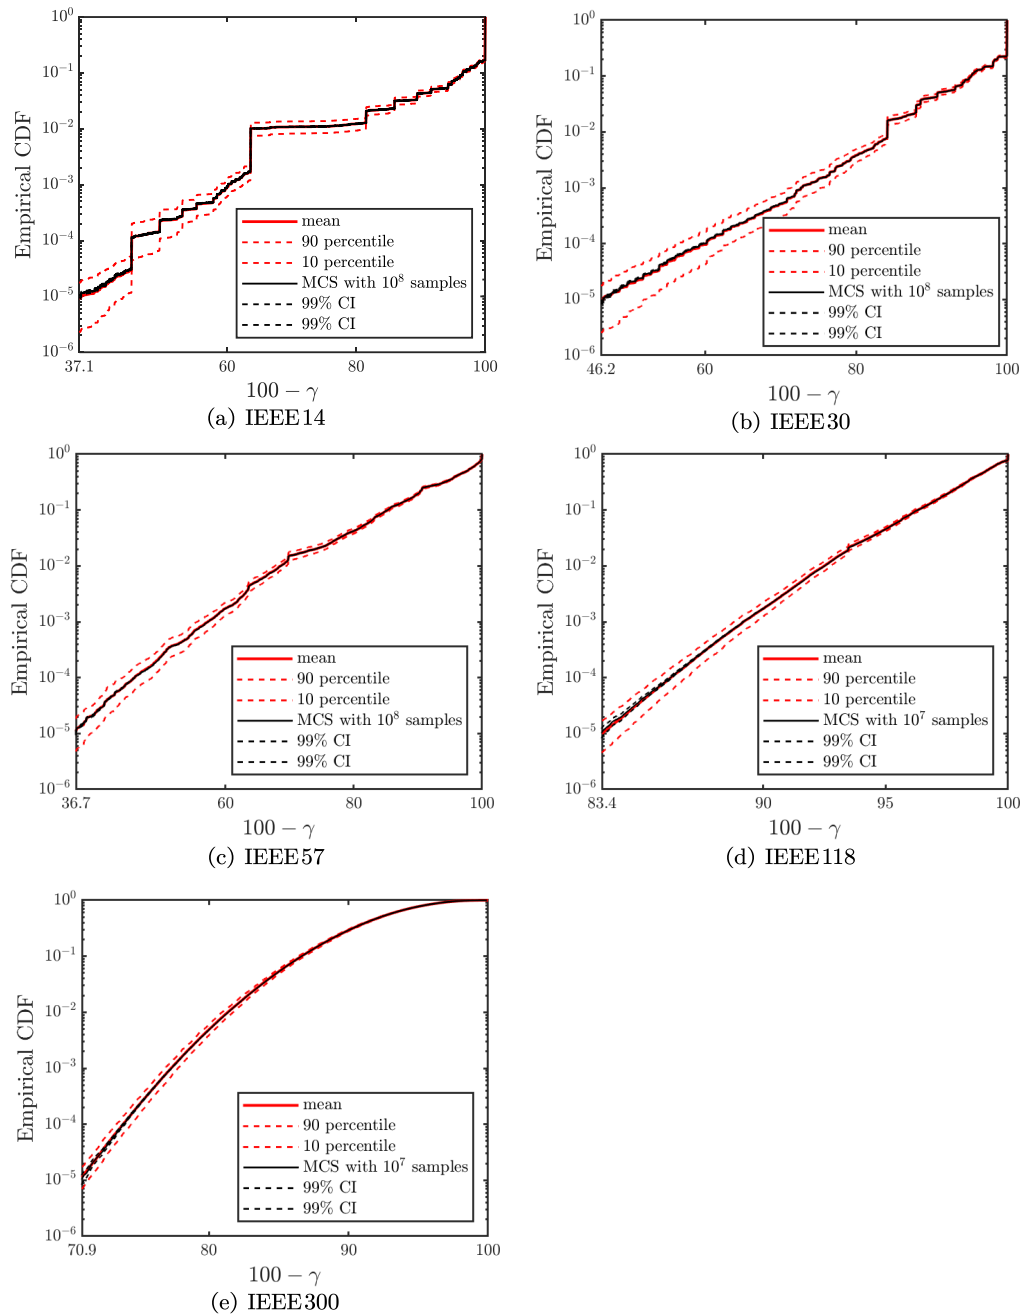 10^0
10^-1
10^-2
10^-3
10^-4
10^-5
10^-6
Empirical CDF
mean
90 percentile
10 percentile
MCS with 10^8 samples
99% CI
99% CI
37.1
60
80
100
100 − γ
(a) IEEE14
10^0
10^-1
10^-2
10^-3
10^-4
10^-5
10^-6
Empirical CDF
mean
90 percentile
10 percentile
MCS with 10^8 samples
99% CI
99% CI
46.2
60
80
100
100 − γ
(b) IEEE30
10^0
10^-1
10^-2
10^-3
10^-4
10^-5
10^-6
Empirical CDF
mean
90 percentile
10 percentile
MCS with 10^8 samples
99% CI
99% CI
36.7
60
80
100
100 − γ
(c) IEEE57
10^0
10^-1
10^-2
10^-3
10^-4
10^-5
10^-6
Empirical CDF
mean
90 percentile
10 percentile
MCS with 10^7 samples
99% CI
99% CI
83.4
90
95
100
100 − γ
(d) IEEE118
10^0
10^-1
10^-2
10^-3
10^-4
10^-5
10^-6
Empirical CDF
mean
90 percentile
10 percentile
MCS with 10^7 samples
99% CI
99% CI
70.9
80
90
100
100 − γ
(e) IEEE300